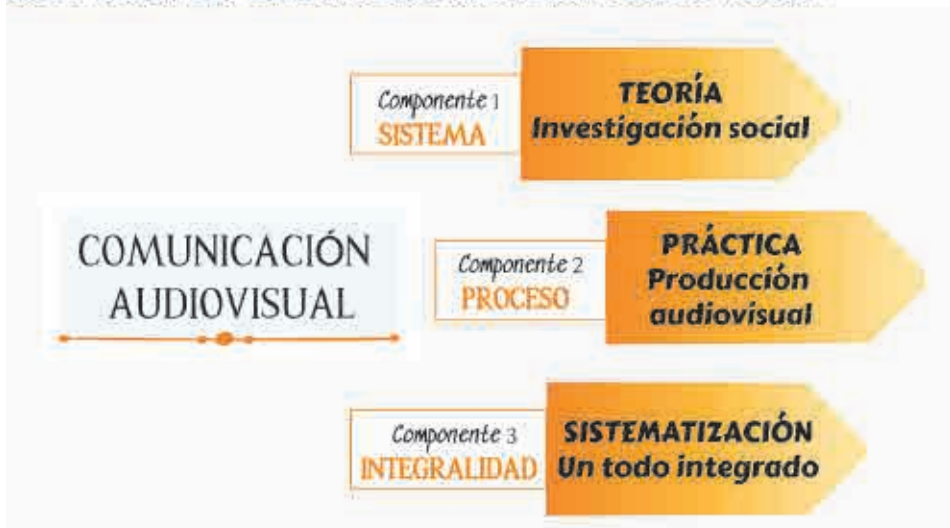 Componente 1
SISTEMA
TEORÍA
Investigación social
COMUNICACIÓN
AUDIOVISUAL
Componente 2
PROCESO
PRÁCTICA
Producción
audiovisual
Componente 3
INTEGRALIDAD
SISTEMATIZACIÓN
Un todo integrado